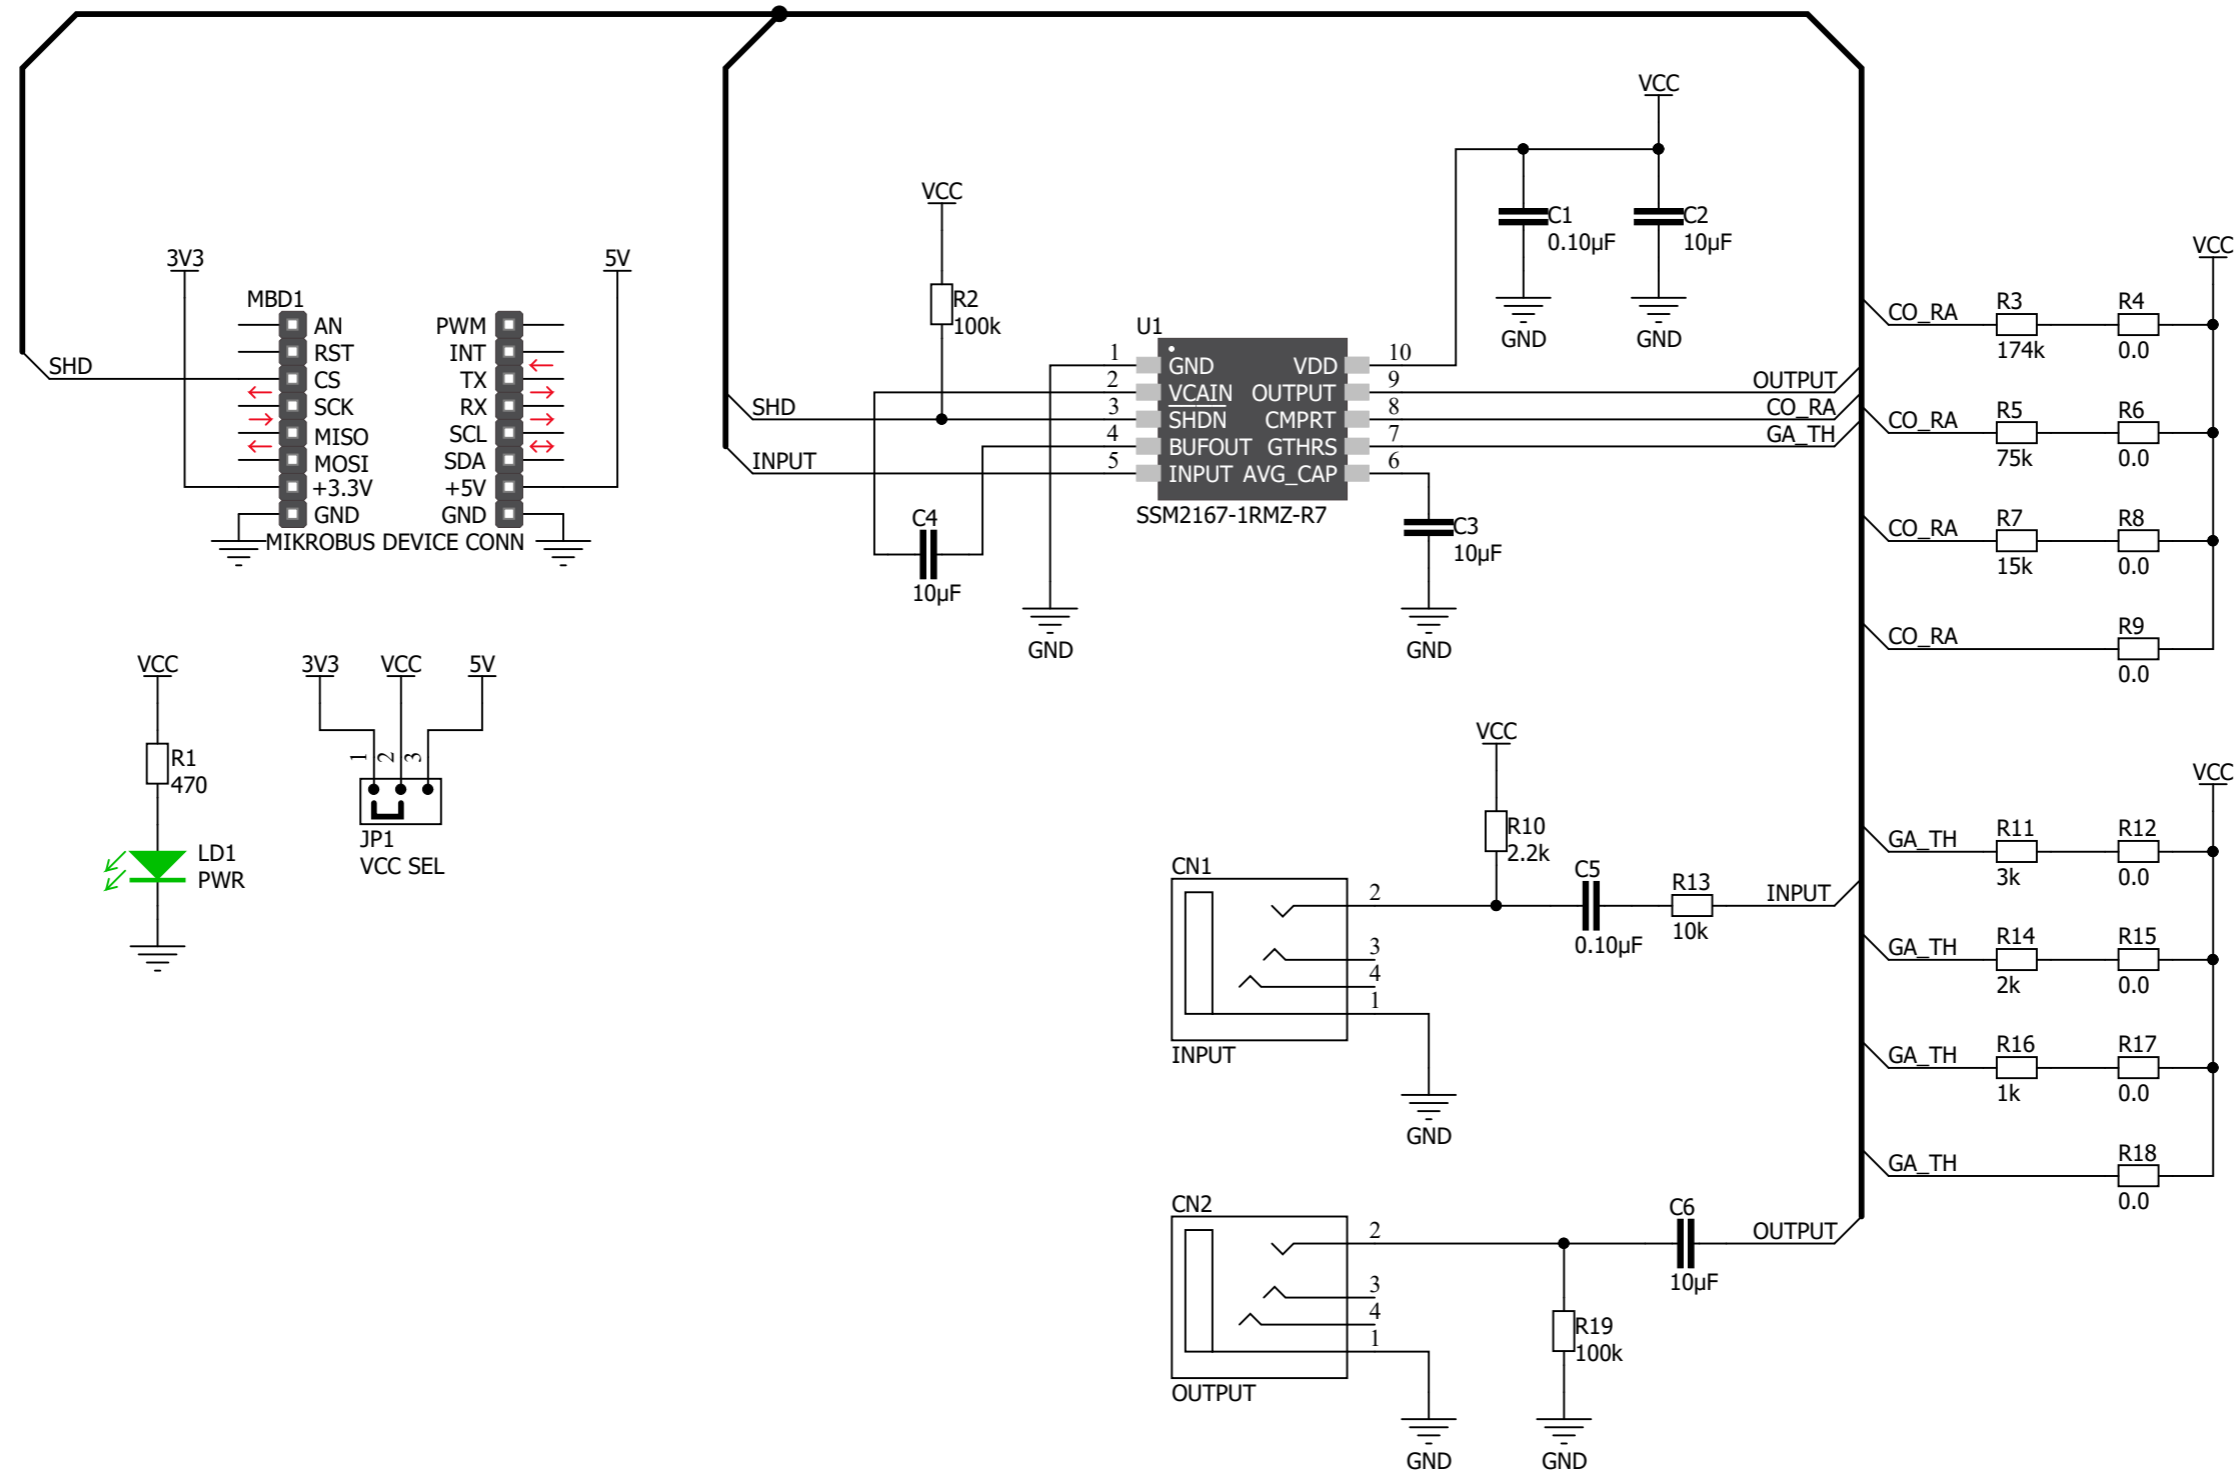 3V3
5V
MBD1
AN
RST
CS
SCK
MISO
MOSI
+3.3V
GND
PWM
INT
TX
RX
SCL
SDA
+5V
GND
MIKROBUS DEVICE CONN
SHD
VCC
R1
470
LD1
PWR
3V3
VCC
5V
1
2
3
JP1
VCC SEL
VCC
R2
100k
SHD
INPUT
C4
10µF
GND
U1
1
2
3
4
5
GND
VCAIN
SHDN
BUFOUT
INPUT
VDD
OUTPUT
CMPRT
GTHRS
AVG_CAP
10
9
8
7
6
SSM2167-1RMZ-R7
VCC
C1
0.10µF
GND
C2
10µF
GND
OUTPUT
CO_RA
GA_TH
C3
10µF
GND
VCC
CO_RA
R3
174k
R4
0.0
CO_RA
R5
75k
R6
0.0
CO_RA
R7
15k
R8
0.0
CO_RA
R9
0.0
VCC
R10
2.2k
CN1
2
3
4
1
INPUT
GND
C5
0.10µF
R13
10k
INPUT
VCC
GA_TH
R11
3k
R12
0.0
GA_TH
R14
2k
R15
0.0
GA_TH
R16
1k
R17
0.0
GA_TH
R18
0.0
CN2
2
3
4
1
OUTPUT
GND
R19
100k
GND
C6
10µF
OUTPUT